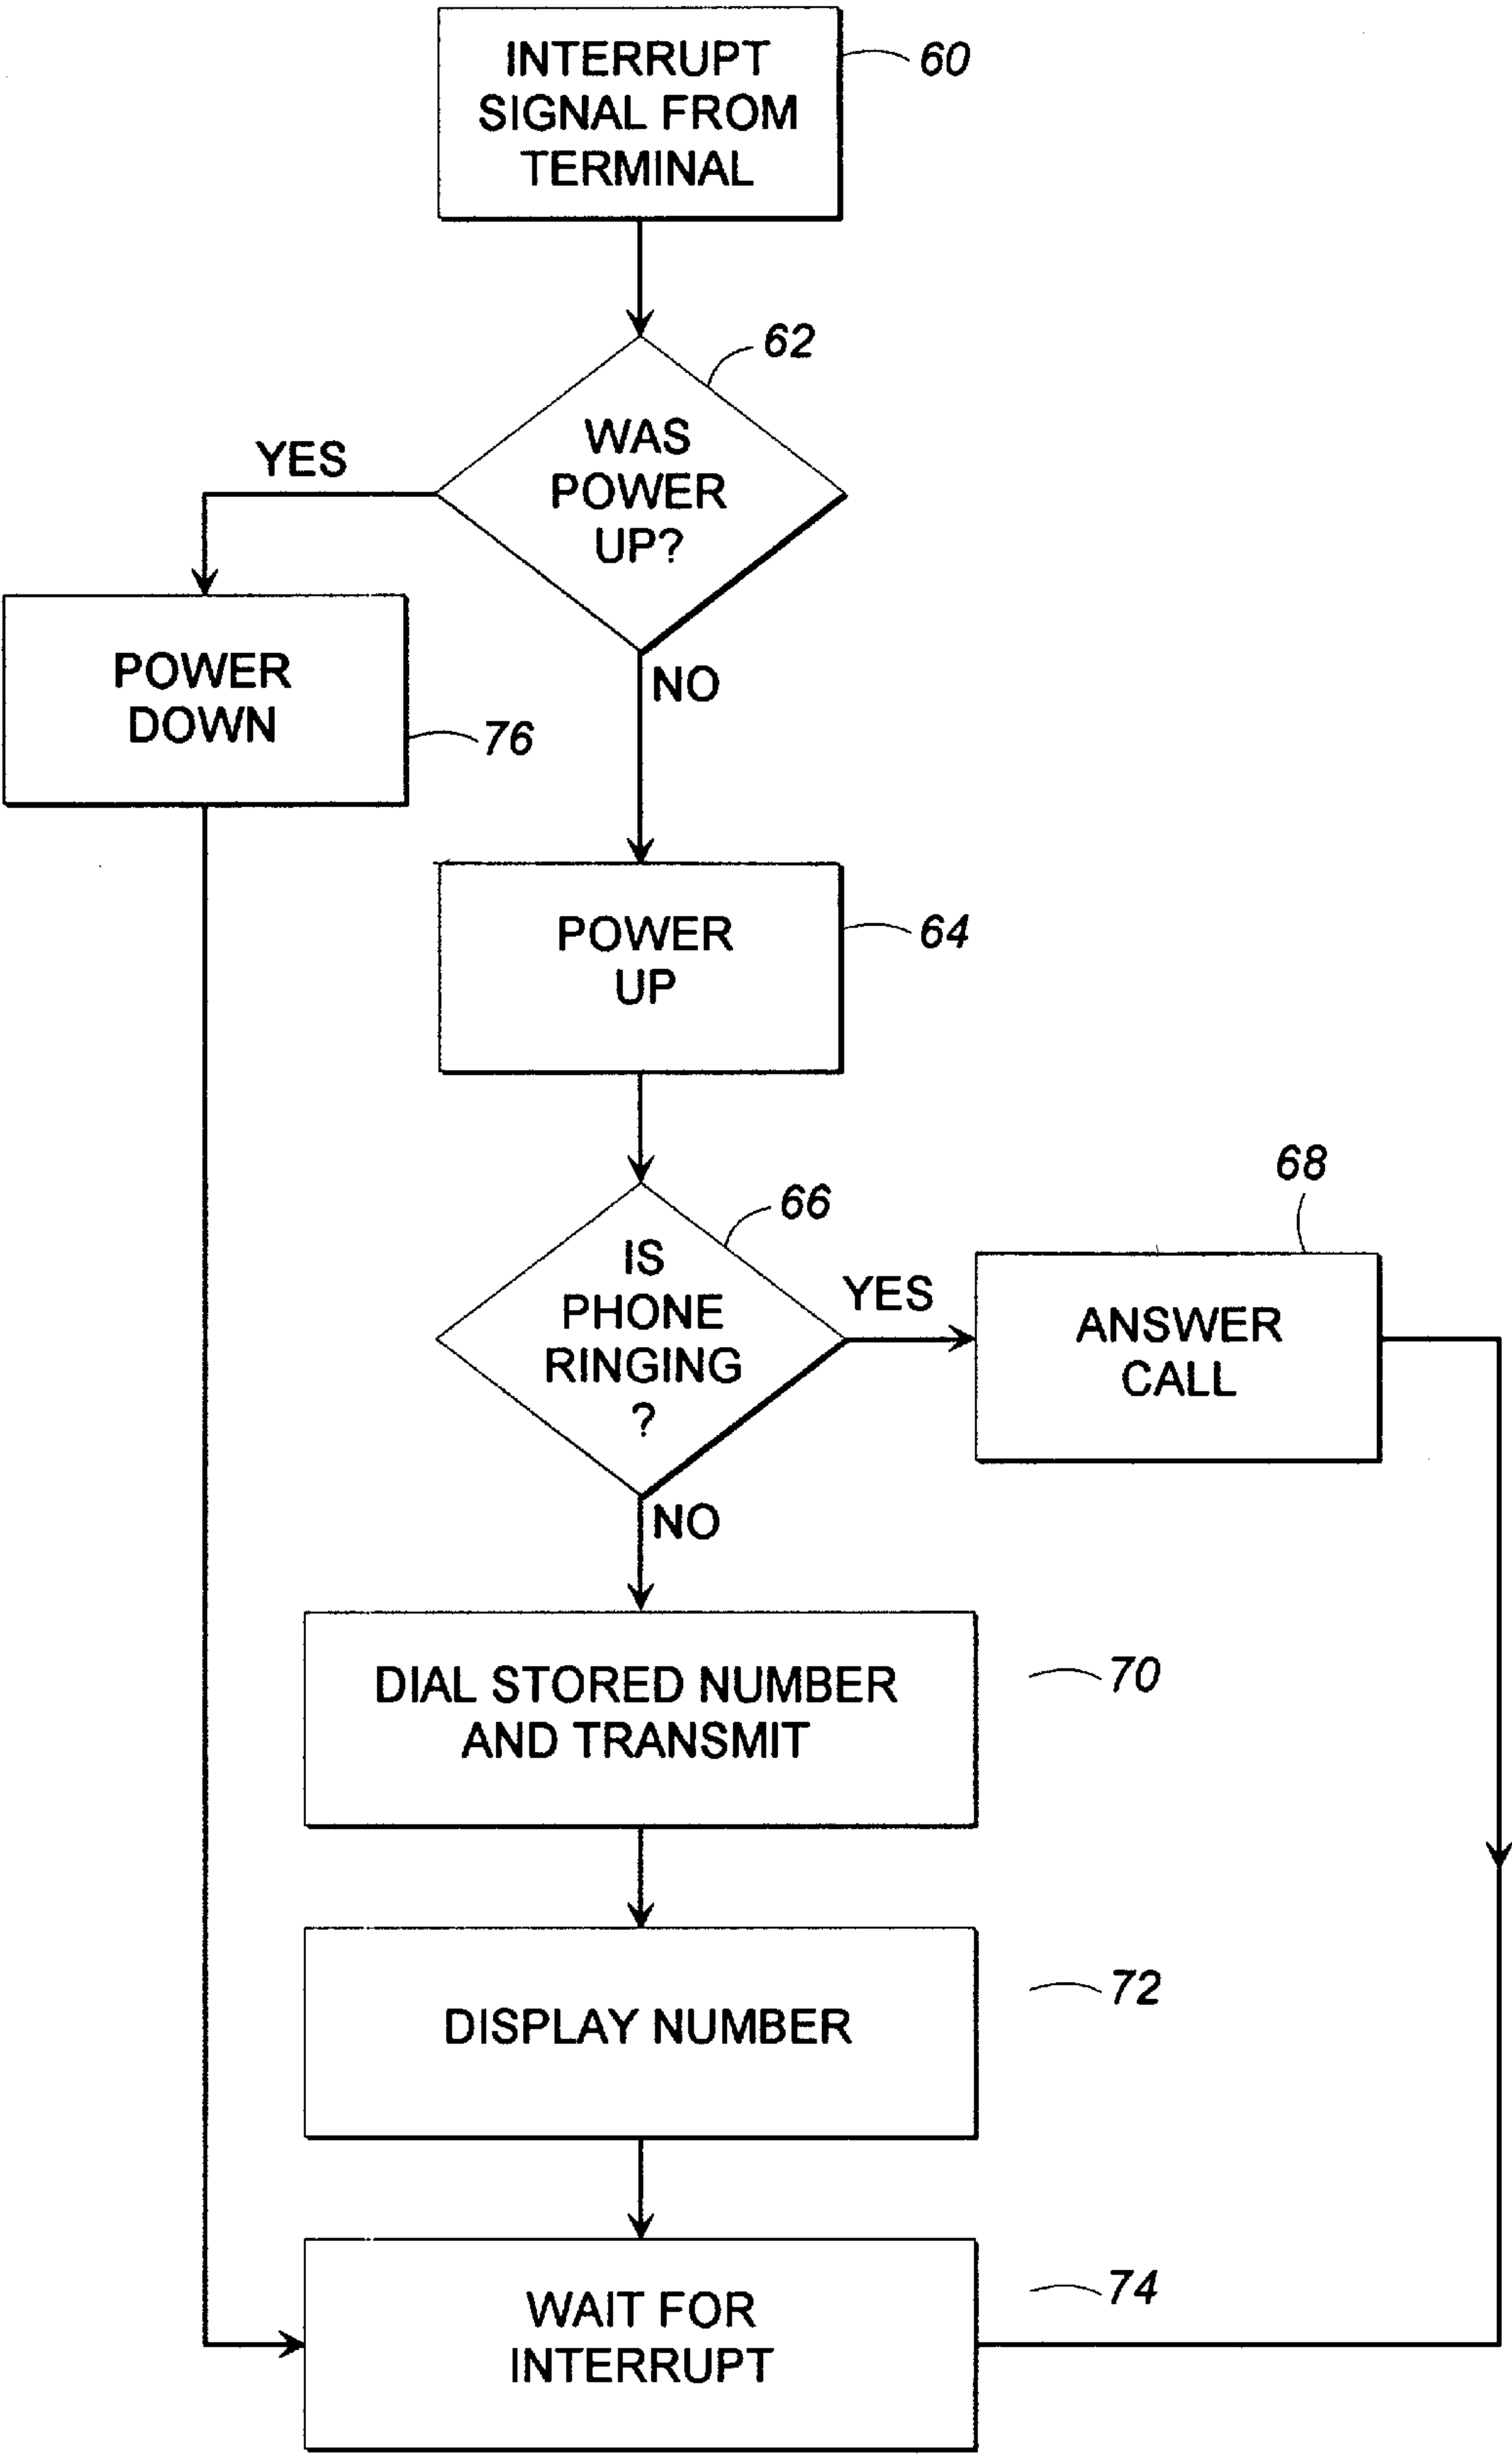 INTERRUPT
SIGNAL FROM
TERMINAL
60
62
WAS
POWER
UP?
YES
NO
POWER
DOWN
76
POWER
UP
64
66
68
IS
PHONE
RINGING
?
YES
ANSWER
CALL
NO
DIAL STORED NUMBER
AND TRANSMIT
70
DISPLAY NUMBER
72
WAIT FOR
INTERRUPT
74